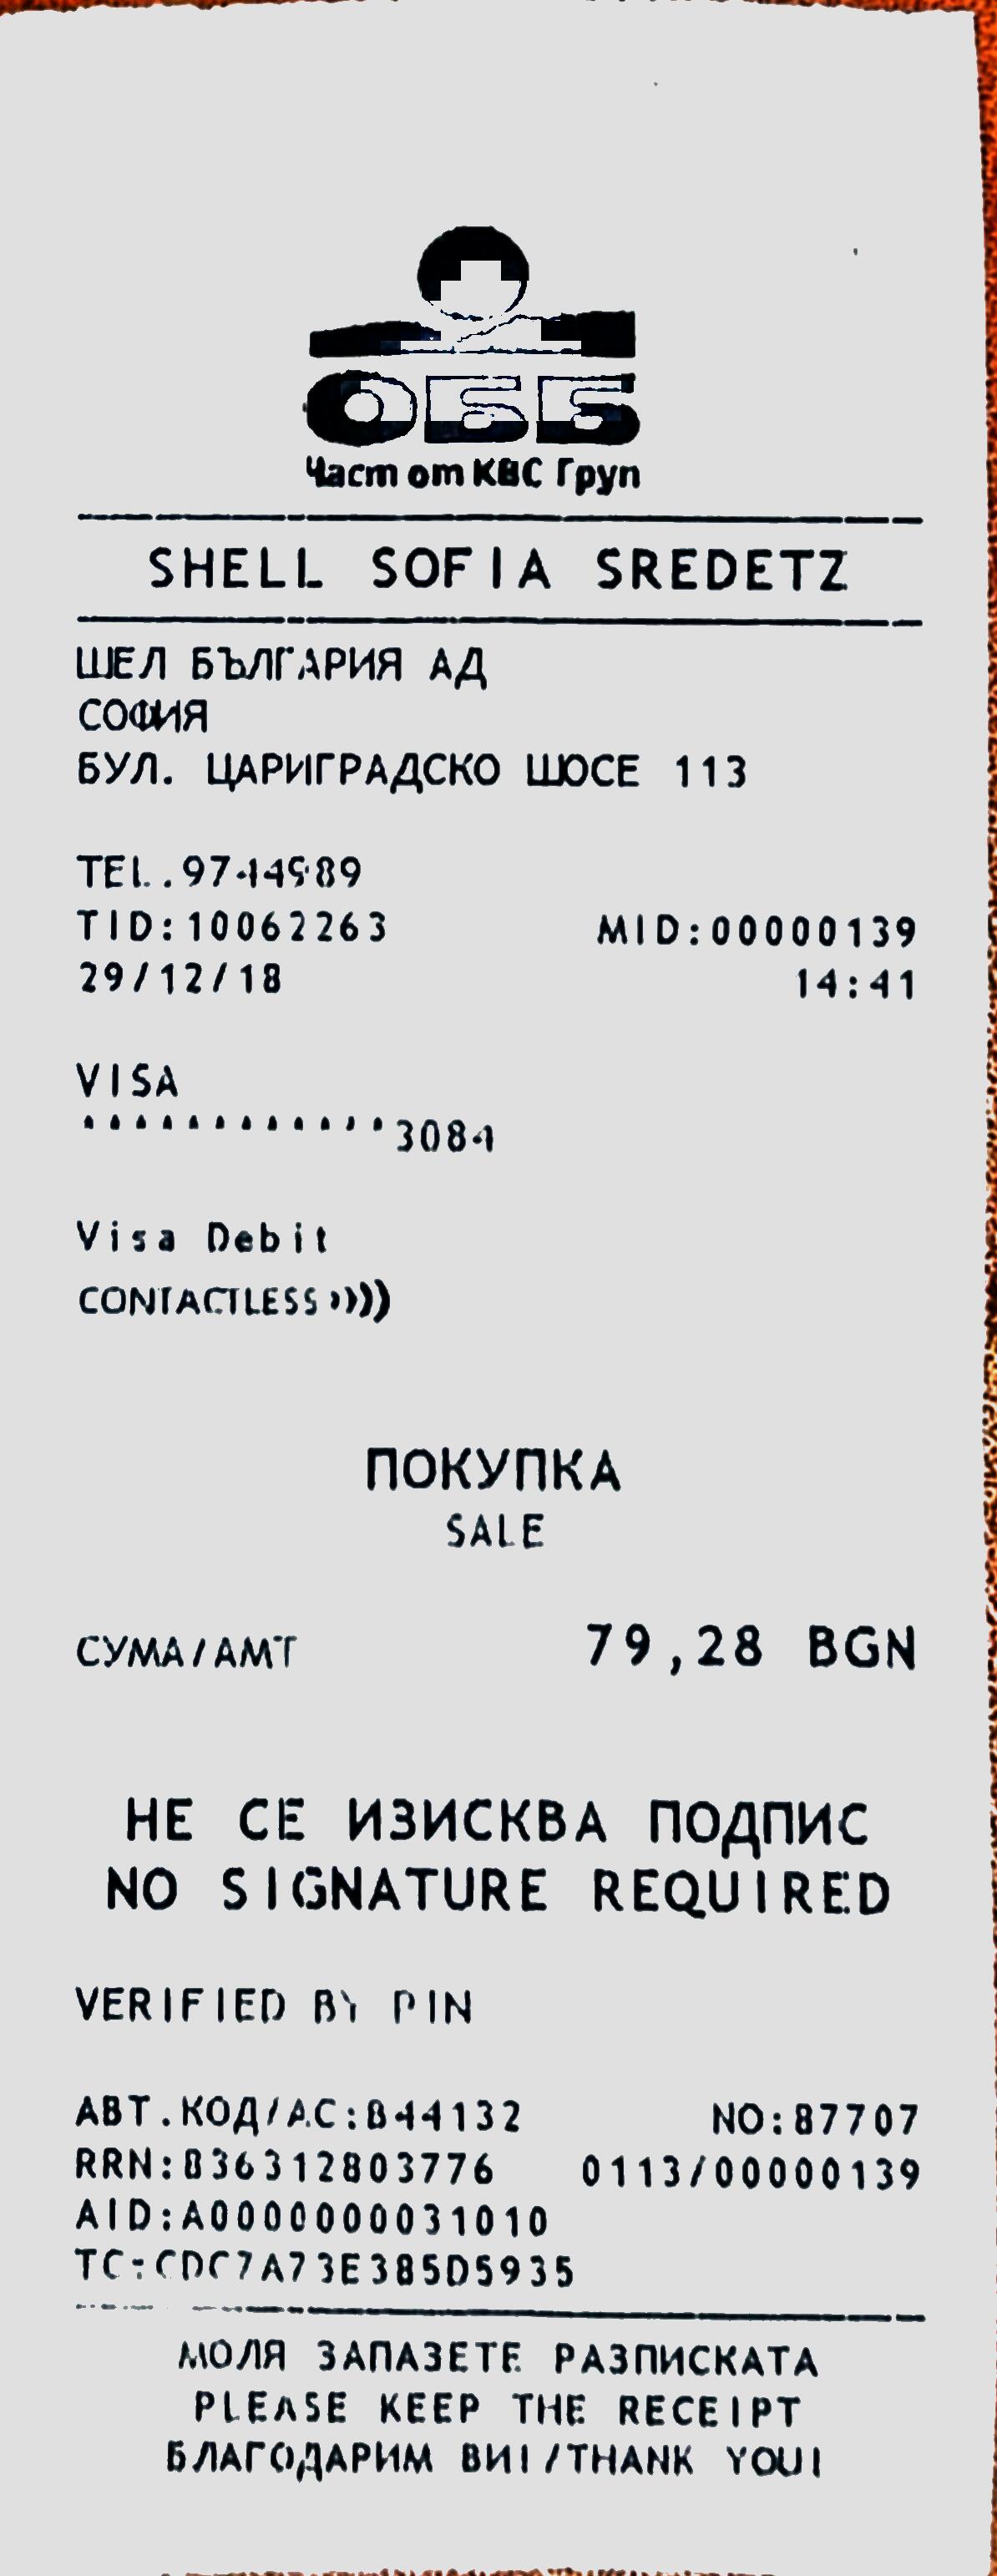 ОББ
Част от КВС Груп
SHELL SOFIA SREDETZ
ШЕЛ БЪЛГАРИЯ АД
СОФИЯ
БУЛ. ЦАРИГРАДСКО ШОСЕ 113
TEL.9744989
TID:10062263 MID:00000139
29/12/18 14:41
VISA
............3084
Visa Debit
CONTACTLESS))))
ПОКУПКА
SALE
СУМА/AMT 79,28 BGN
НЕ СЕ ИЗИСКВА ПОДПИС
NO SIGNATURE REQUIRED
VERIFIED BY PIN
АВТ.КОД/AC:B44132 NO:87707
RRN:836312803776 0113/00000139
AID:A0000000031010
TC:CDC7A73E385D5935
МОЛЯ ЗАПАЗЕТЕ РАЗПИСКАТА
PLEASE KEEP THE RECEIPT
БЛАГОДАРИМ ВИ!/THANK YOU!